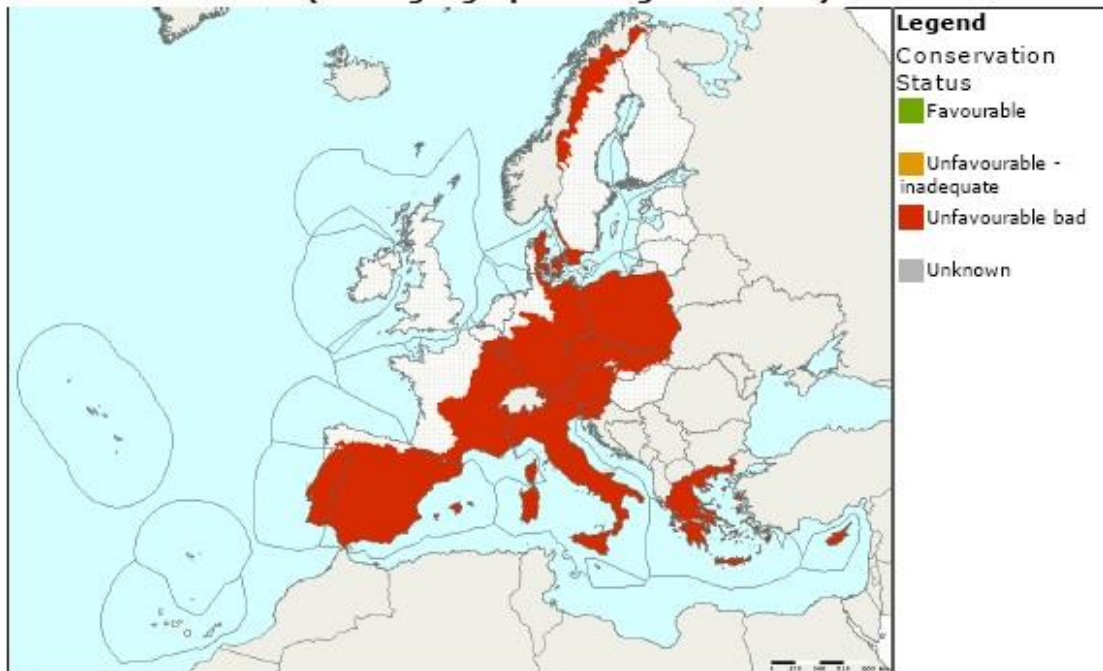 Legend
Conservation
Status
Favourable
Unfavourable -
inadequate
Unfavourable bad
Unknown